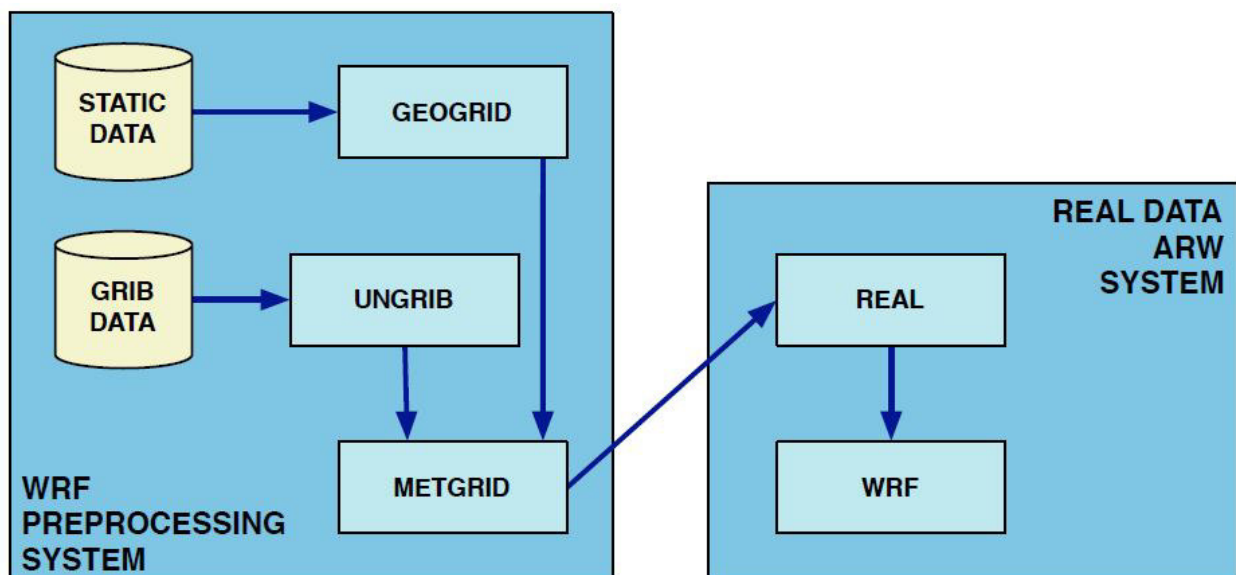 STATIC
DATA
GEOGRID
GRIB
DATA
UNGRIB
METGRID
WRF
PREPROCESSING
SYSTEM
REAL DATA
ARW
SYSTEM
REAL
WRF